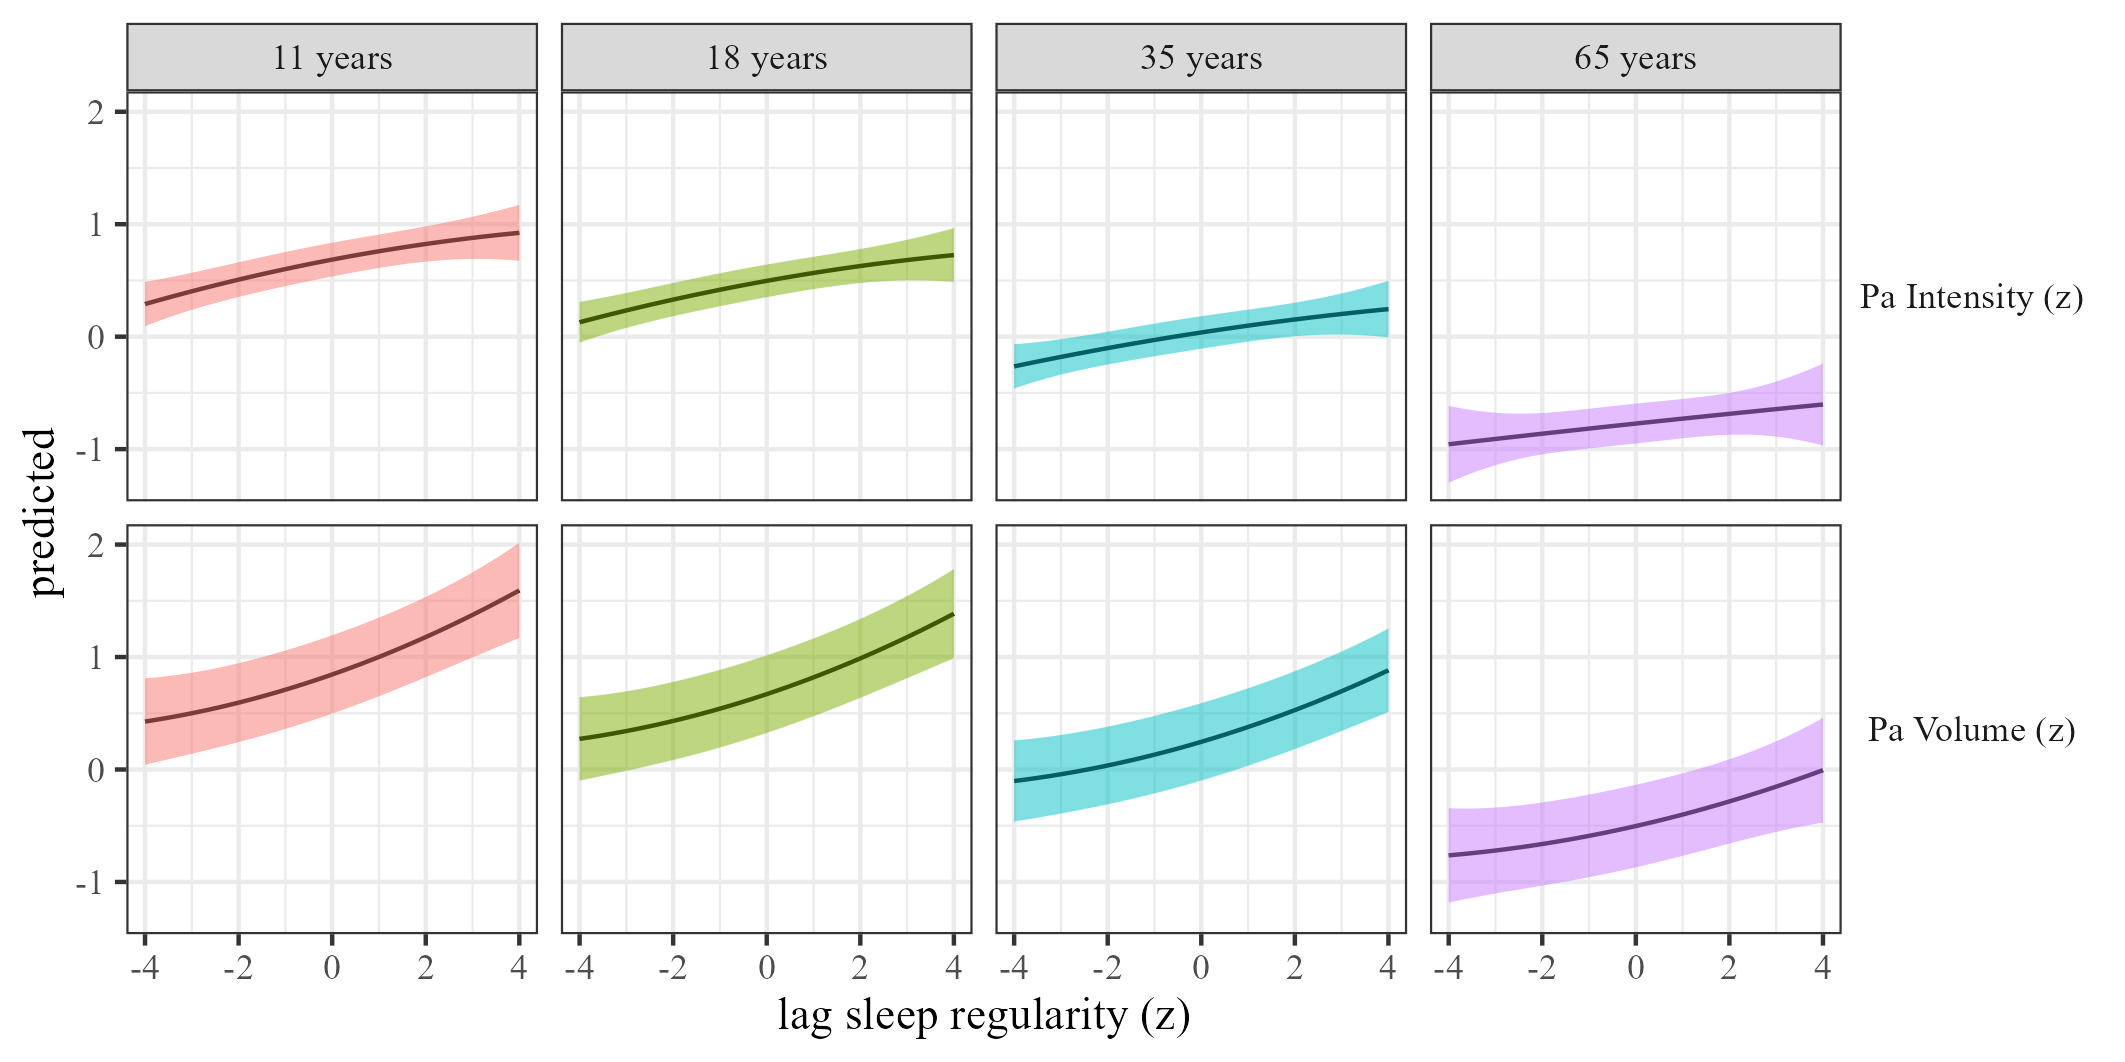 11 years
18 years
35 years
65 years
2
1
0
-1
Pa Intensity (z)
predicted
2
1
0
-1
Pa Volume (z)
-4 -2 0 2 4
-4 -2 0 2 4
-4 -2 0 2 4
-4 -2 0 2 4
lag sleep regularity (z)